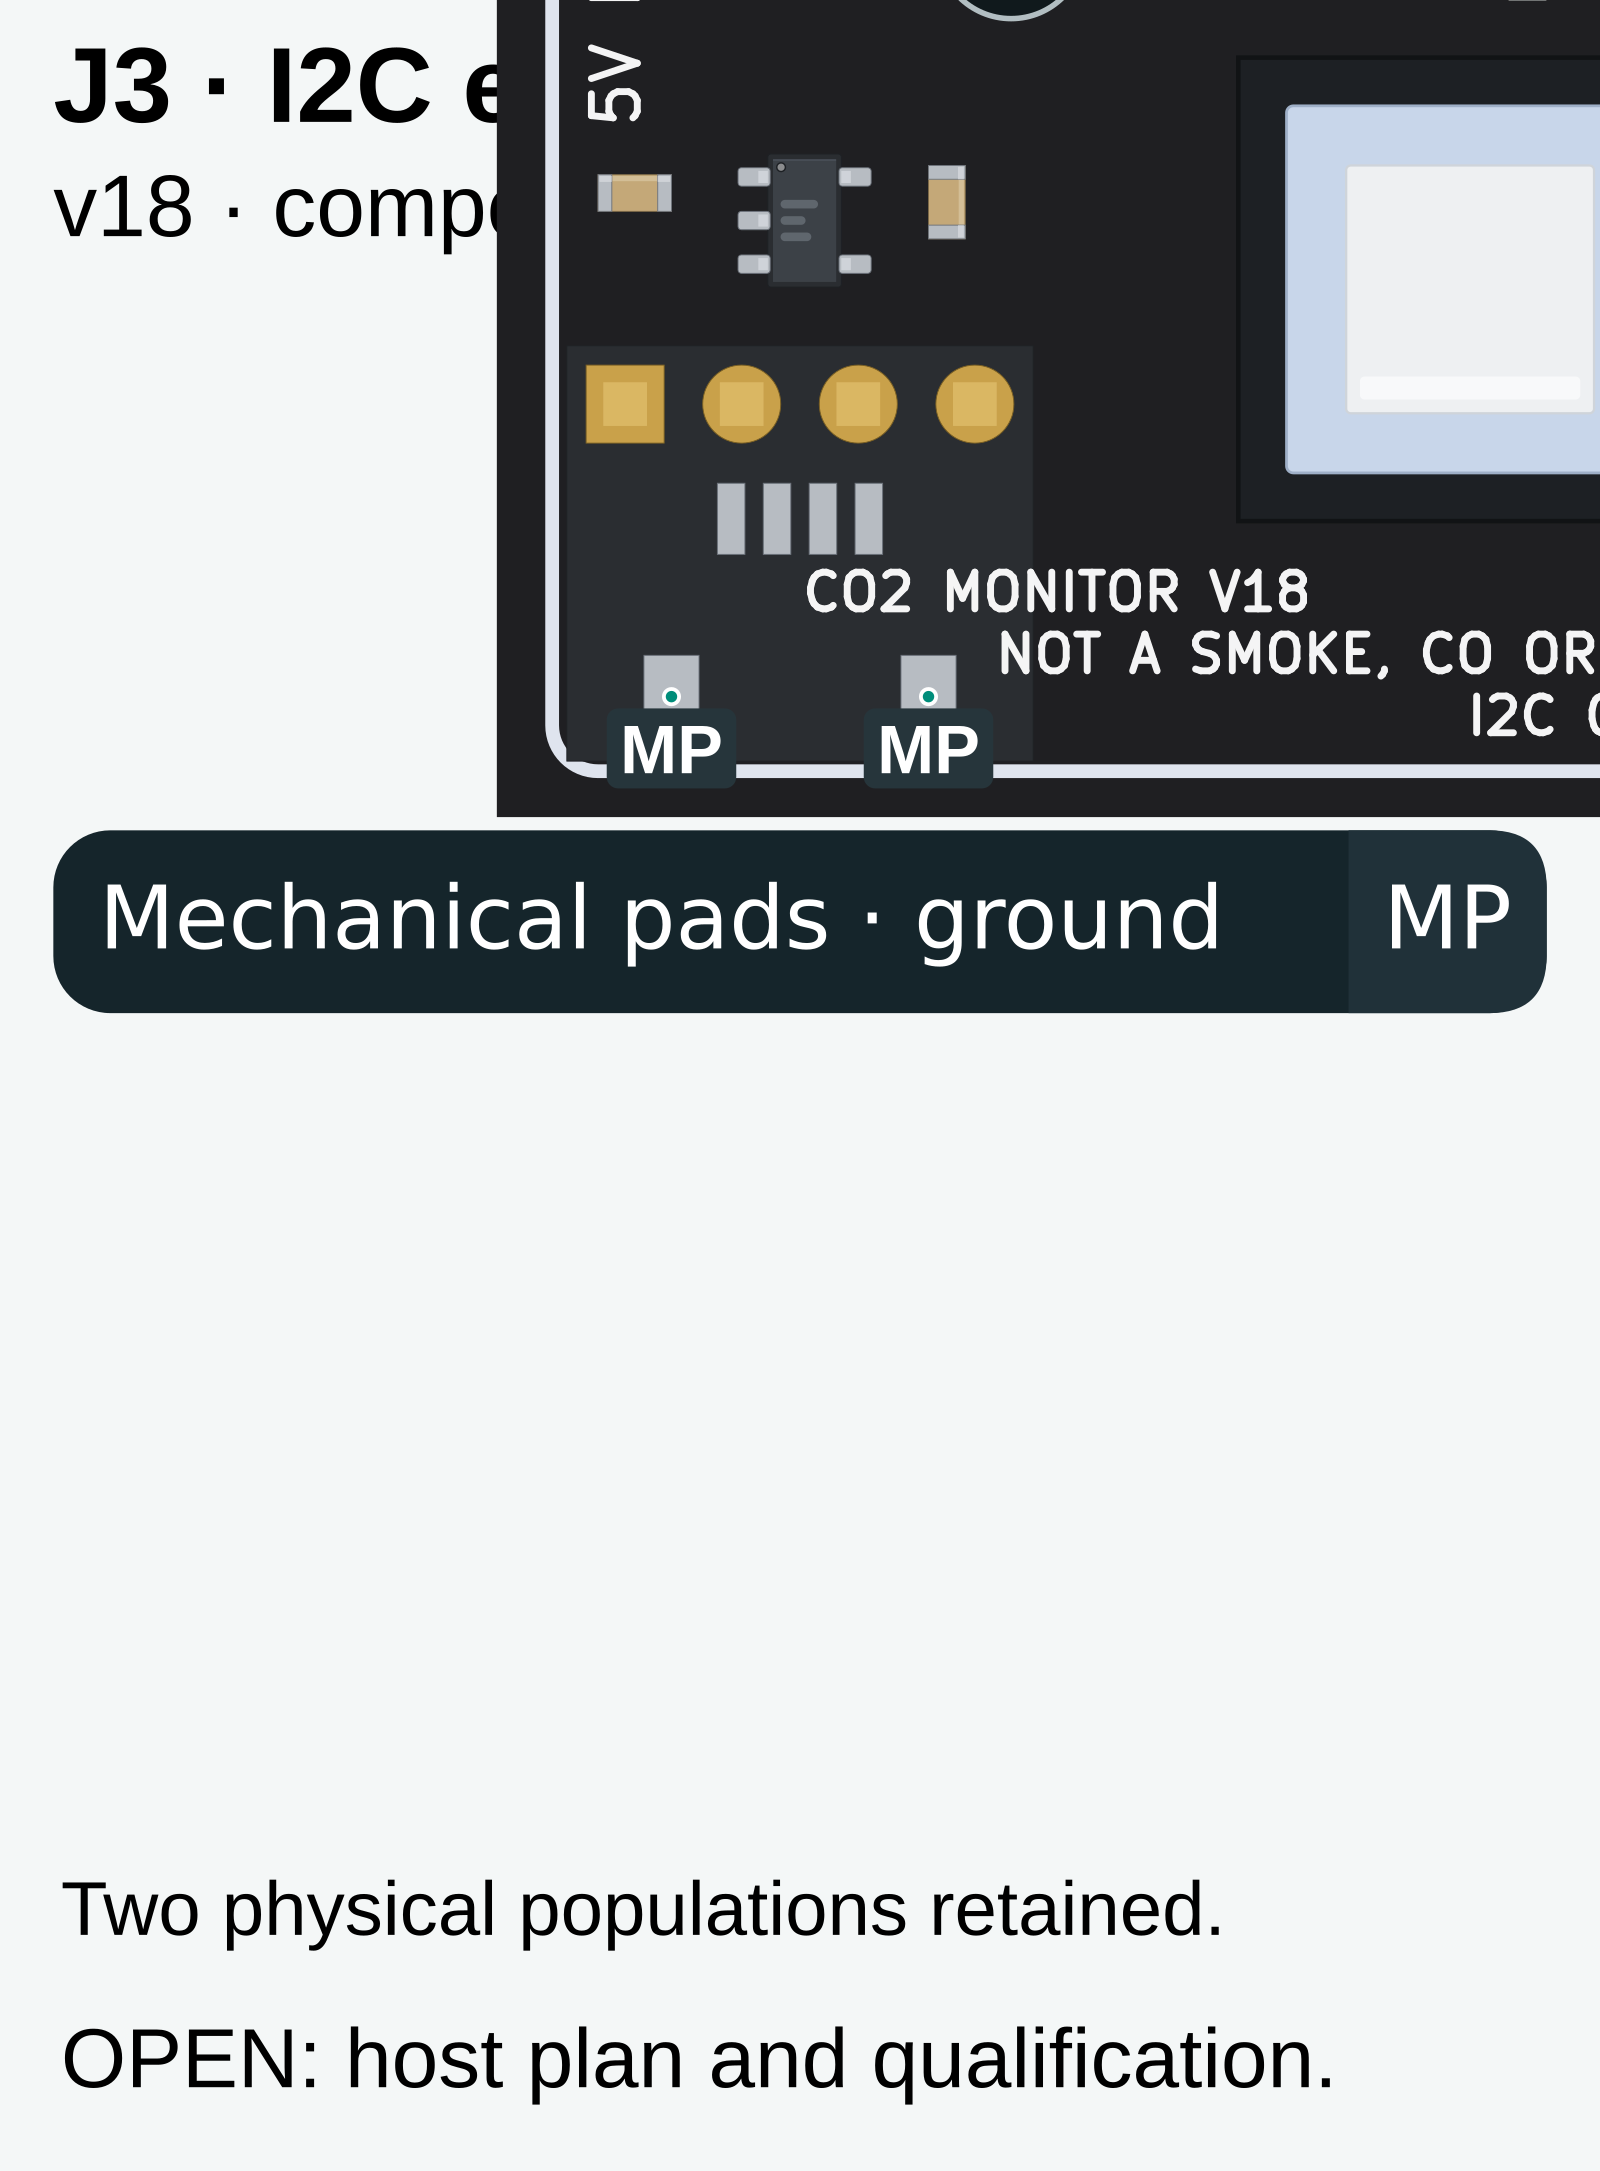 J3 · I2C
v18 ·
5V
CO2 MONITOR V18
NOT A SMOKE, CO OR
I2C
MP MP
Mechanical pads · ground MP
Two physical populations retained.
OPEN: host plan and qualification.